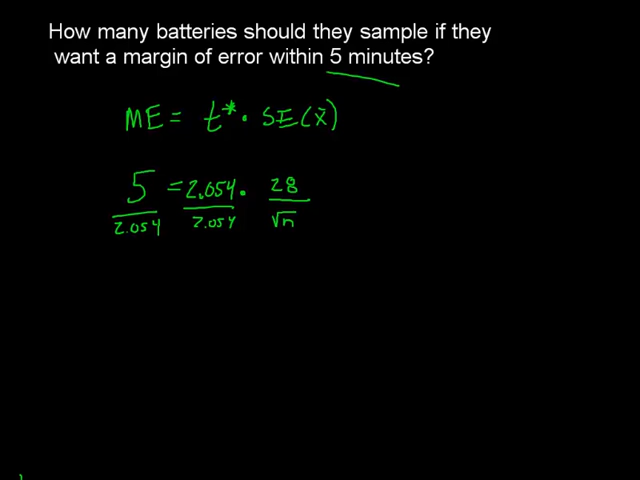 How many batteries should they sample if they
want a margin of error within 5 minutes?
ME = t* · SE(x̄)
5 = 2.054 · 28
2.054 2.054 √n